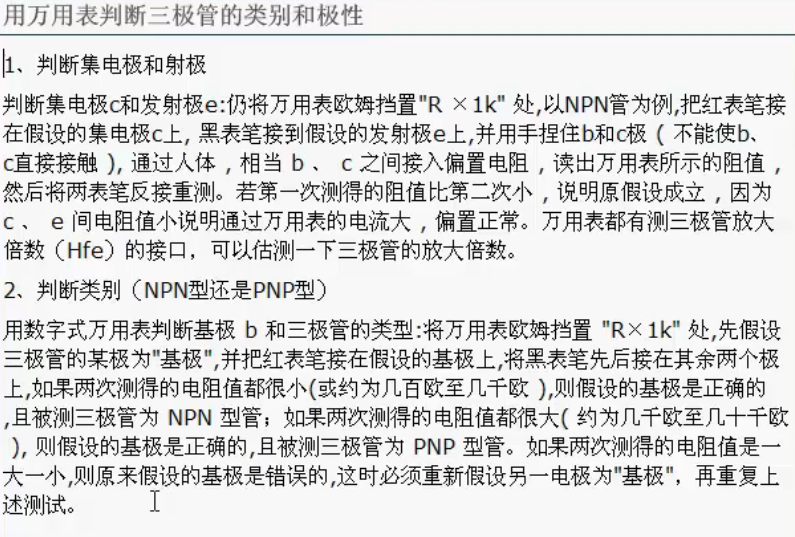 用万用表判断三极管的类别和极性
1、判断集电极和射极
判断集电极c和发射极e:仍将万用表欧姆挡置"R ×1k" 处,以NPN管为例,把红表笔接
在假设的集电极c上, 黑表笔接到假设的发射极e上,并用手捏住b和c极 ( 不能使b、
c直接接触 ), 通过人体 , 相当 b 、 c 之间接入偏置电阻 , 读出万用表所示的阻值 ,
然后将两表笔反接重测。若第一次测得的阻值比第二次小 , 说明原假设成立 , 因为
c 、 e 间电阻值小说明通过万用表的电流大 , 偏置正常。万用表都有测三极管放大
倍数（Hfe）的接口，可以估测一下三极管的放大倍数。
2、判断类别（NPN型还是PNP型）
用数字式万用表判断基极 b 和三极管的类型:将万用表欧姆挡置 "R×1k" 处,先假设
三极管的某极为"基极",并把红表笔接在假设的基极上,将黑表笔先后接在其余两个极
上,如果两次测得的电阻值都很小(或约为几百欧至几千欧 ),则假设的基极是正确的
,且被测三极管为 NPN 型管；如果两次测得的电阻值都很大( 约为几千欧至几十千欧
 ), 则假设的基极是正确的,且被测三极管为 PNP 型管。如果两次测得的电阻值是一
大一小,则原来假设的基极是错误的,这时必须重新假设另一电极为"基极"，再重复上
述测试。